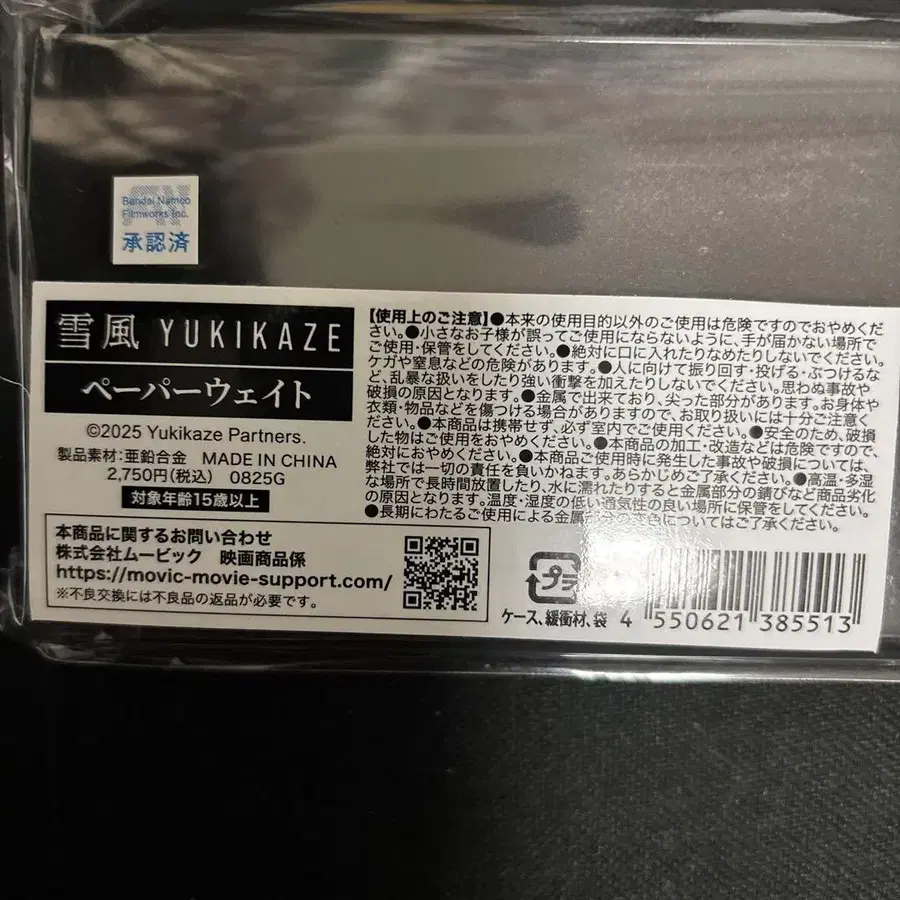 Bandai Namco
Filmworks Inc.
承認済
雪風 YUKIKAZE
ペーパーウェイト
©2025 Yukikaze Partners.
製品素材:亜鉛合金 MADE IN CHINA
2,750円(税込) 0825G
対象年齢15歳以上
本商品に関するお問い合わせ
株式会社ムービック 映画商品係
https://movic-movie-support.com/
※不良交換には不良品の返品が必要です。
【使用上のご注意】●本来の使用目的以外のご使用は危険ですのでおやめくだ
さい。●小さなお子様が誤ってご使用にならないように、手が届かない場所で
ご使用・保管をしてください。●絶対に口に入れたりなめたりしないでください。
ケガや窒息などの危険があります。●人に向けて振り回す・投げる・ぶつけるな
ど、乱暴な扱いをしたり強い衝撃を加えたりしないでください。思わぬ事故や
破損の原因となります。●金属で出来ており、尖った部分があります。お身体や
衣類・物品などを傷つける場合がありますので、お取り扱いには十分ご注意く
ださい。●本商品は携帯せず、必ず室内でご使用ください。●安全のため、破損
した物はご使用をおやめください。●本商品の加工・改造などは危険ですので、
絶対におやめください。●本商品ご使用時に発生した事故や破損については、
弊社では一切の責任を負いかねます。あらかじめご了承ください。●高温・多湿
な場所で長時間放置したり、水に濡れたりすると金属部分の錆びなど商品劣化
の原因となります。温度・湿度の低い通気性の良い場所に保管をしてください。
●長期にわたるご使用による金属部分の変色についてはご了承ください。
プラ
ケース、緩衝材、袋
4 550621 385513